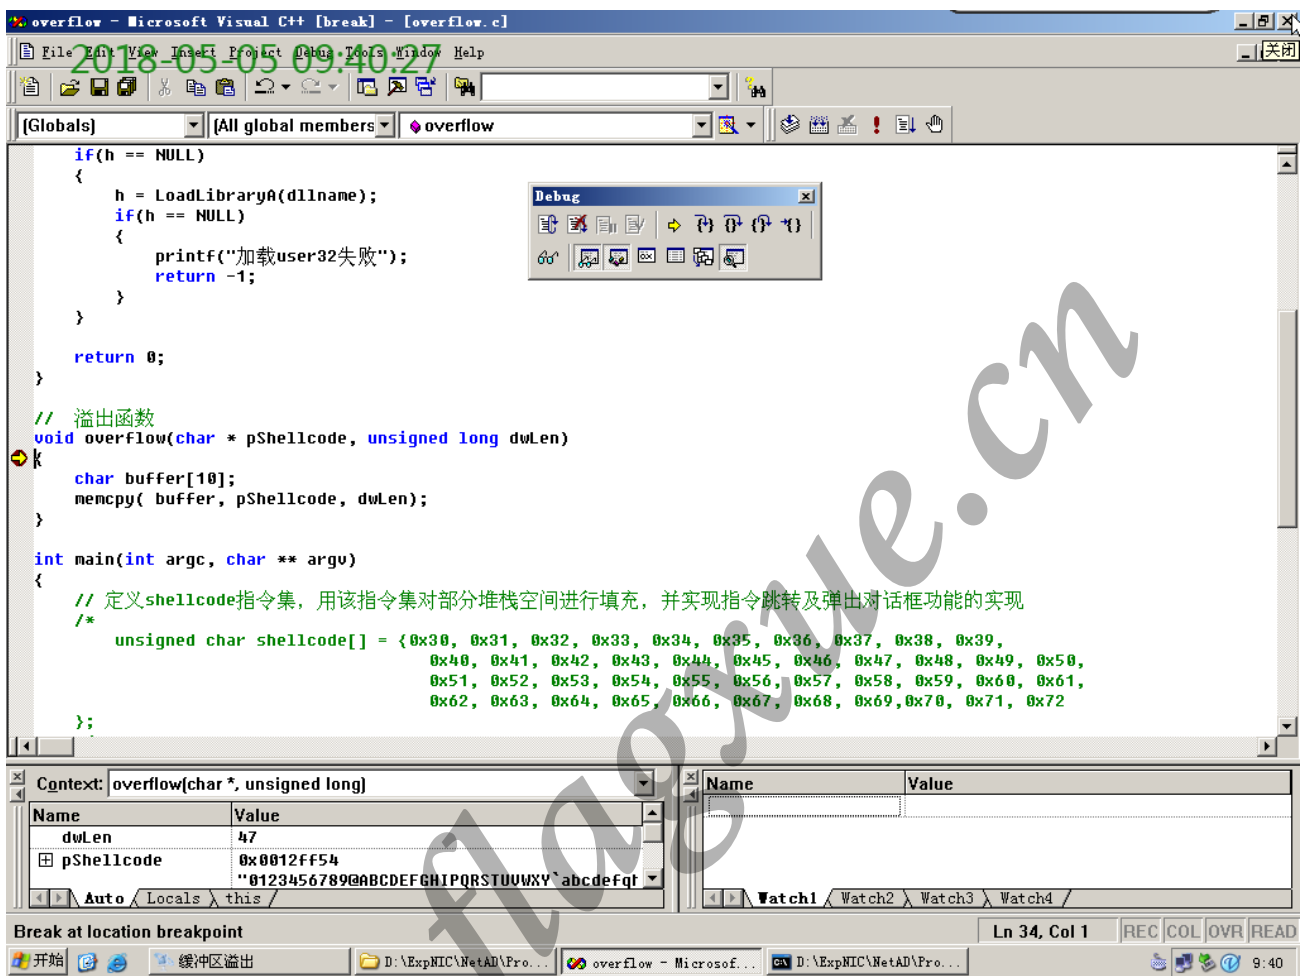 overflow - Microsoft Visual C++ [break] - [overflow.c]
File Edit View Insert Project Debug Tools Window Help
2018-05-05 09:40:27
关闭
(Globals) (All global members overflow
if(h == NULL)
{
h = LoadLibraryA(dllname);
if(h == NULL)
{
printf("加载user32失败");
return -1;
}
}
return 0;
}
Debug
// 溢出函数
void overflow(char * pShellcode, unsigned long dwLen)
{
char buffer[10];
memcpy( buffer, pShellcode, dwLen);
}
int main(int argc, char ** argv)
{
// 定义shellcode指令集，用该指令集对部分堆栈空间进行填充，并实现指令跳转及弹出对话框功能的实现
/*
unsigned char shellcode[] = {0x30, 0x31, 0x32, 0x33, 0x34, 0x35, 0x36, 0x37, 0x38, 0x39,
0x40, 0x41, 0x42, 0x43, 0x44, 0x45, 0x46, 0x47, 0x48, 0x49, 0x50,
0x51, 0x52, 0x53, 0x54, 0x55, 0x56, 0x57, 0x58, 0x59, 0x60, 0x61,
0x62, 0x63, 0x64, 0x65, 0x66, 0x67, 0x68, 0x69,0x70, 0x71, 0x72
};
flagxue.cn
Context: overflow(char *, unsigned long)
Name Value
dwLen 47
pShellcode 0x0012ff54
"0123456789@ABCDEFGHIPQRSTUVWXY`abcdefgh
Auto Locals this
Name Value
Watch1 Watch2 Watch3 Watch4
Break at location breakpoint
Ln 34, Col 1 REC COL OVR READ
开始 缓冲区溢出 D:\ExpNIC\NetAD\Pro... overflow - Microsof... D:\ExpNIC\NetAD\Pro... 9:40